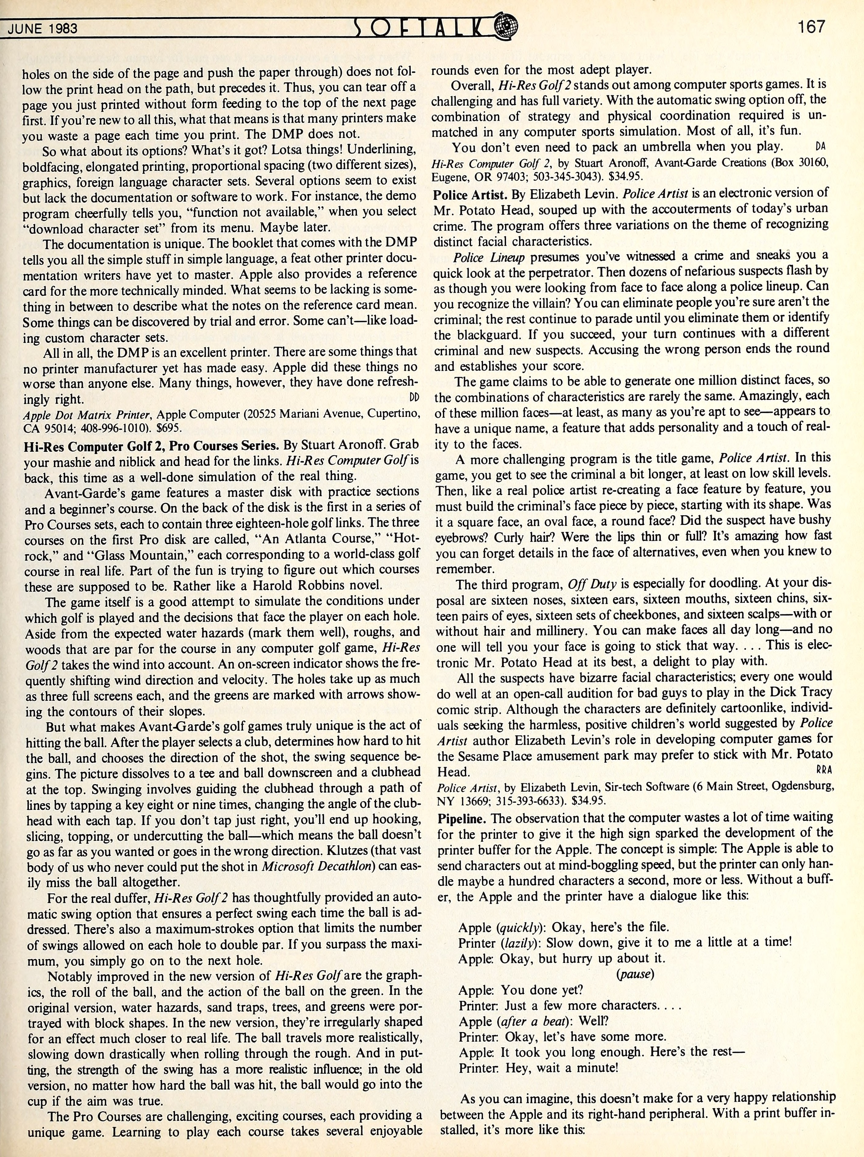 JUNE 1983
SOFTALK
167
holes on the side of the page and push the paper through) does not fol-
low the print head on the path, but precedes it. Thus, you can tear off a
page you just printed without form feeding to the top of the next page
first. If you're new to all this, what that means is that many printers make
you waste a page each time you print. The DMP does not.
So what about its options? What's it got? Lotsa things! Underlining,
boldfacing, elongated printing, proportional spacing (two different sizes),
graphics, foreign language character sets. Several options seem to exist
but lack the documentation or software to work. For instance, the demo
program cheerfully tells you, "function not available," when you select
"download character set" from its menu. Maybe later.
The documentation is unique. The booklet that comes with the DMP
tells you all the simple stuff in simple language, a feat other printer docu-
mentation writers have yet to master. Apple also provides a reference
card for the more technically minded. What seems to be lacking is some-
thing in between to describe what the notes on the reference card mean.
Some things can be discovered by trial and error. Some can't—like load-
ing custom character sets.
All in all, the DMP is an excellent printer. There are some things that
no printer manufacturer yet has made easy. Apple did these things no
worse than anyone else. Many things, however, they have done refresh-
ingly right. DD
Apple Dot Matrix Printer, Apple Computer (20525 Mariani Avenue, Cupertino,
CA 95014; 408-996-1010). $695.
Hi-Res Computer Golf 2, Pro Courses Series. By Stuart Aronoff. Grab
your mashie and niblick and head for the links. Hi-Res Computer Golf is
back, this time as a well-done simulation of the real thing.
Avant-Garde's game features a master disk with practice sections
and a beginner's course. On the back of the disk is the first in a series of
Pro Courses sets, each to contain three eighteen-hole golf links. The three
courses on the first Pro disk are called, "An Atlanta Course," "Hot-
rock," and "Glass Mountain," each corresponding to a world-class golf
course in real life. Part of the fun is trying to figure out which courses
these are supposed to be. Rather like a Harold Robbins novel.
The game itself is a good attempt to simulate the conditions under
which golf is played and the decisions that face the player on each hole.
Aside from the expected water hazards (mark them well), roughs, and
woods that are par for the course in any computer golf game, Hi-Res
Golf 2 takes the wind into account. An on-screen indicator shows the fre-
quently shifting wind direction and velocity. The holes take up as much
as three full screens each, and the greens are marked with arrows show-
ing the contours of their slopes.
But what makes Avant-Garde's golf games truly unique is the act of
hitting the ball. After the player selects a club, determines how hard to hit
the ball, and chooses the direction of the shot, the swing sequence be-
gins. The picture dissolves to a tee and ball downscreen and a clubhead
at the top. Swinging involves guiding the clubhead through a path of
lines by tapping a key eight or nine times, changing the angle of the club-
head with each tap. If you don't tap just right, you'll end up hooking,
slicing, topping, or undercutting the ball—which means the ball doesn't
go as far as you wanted or goes in the wrong direction. Klutzes (that vast
body of us who never could put the shot in Microsoft Decathlon) can eas-
ily miss the ball altogether.
For the real duffer, Hi-Res Golf 2 has thoughtfully provided an auto-
matic swing option that ensures a perfect swing each time the ball is ad-
dressed. There's also a maximum-strokes option that limits the number
of swings allowed on each hole to double par. If you surpass the maxi-
mum, you simply go on to the next hole.
Notably improved in the new version of Hi-Res Golf are the graph-
ics, the roll of the ball, and the action of the ball on the green. In the
original version, water hazards, sand traps, trees, and greens were por-
trayed with block shapes. In the new version, they're irregularly shaped
for an effect much closer to real life. The ball travels more realistically,
slowing down drastically when rolling through the rough. And in put-
ting, the strength of the swing has a more realistic influence; in the old
version, no matter how hard the ball was hit, the ball would go into the
cup if the aim was true.
The Pro Courses are challenging, exciting courses, each providing a
unique game. Learning to play each course takes several enjoyable
rounds even for the most adept player.
Overall, Hi-Res Golf 2 stands out among computer sports games. It is
challenging and has full variety. With the automatic swing option off, the
combination of strategy and physical coordination required is un-
matched in any computer sports simulation. Most of all, it's fun.
You don't even need to pack an umbrella when you play. DA
Hi-Res Computer Golf 2, by Stuart Aronoff, Avant-Garde Creations (Box 30160,
Eugene, OR 97403; 503-345-3043). $34.95.
Police Artist. By Elizabeth Levin. Police Artist is an electronic version of
Mr. Potato Head, souped up with the accouterments of today's urban
crime. The program offers three variations on the theme of recognizing
distinct facial characteristics.
Police Lineup presumes you've witnessed a crime and sneaks you a
quick look at the perpetrator. Then dozens of nefarious suspects flash by
as though you were looking from face to face along a police lineup. Can
you recognize the villain? You can eliminate people you're sure aren't the
criminal; the rest continue to parade until you eliminate them or identify
the blackguard. If you succeed, your turn continues with a different
criminal and new suspects. Accusing the wrong person ends the round
and establishes your score.
The game claims to be able to generate one million distinct faces, so
the combinations of characteristics are rarely the same. Amazingly, each
of these million faces—at least, as many as you're apt to see—appears to
have a unique name, a feature that adds personality and a touch of real-
ity to the faces.
A more challenging program is the title game, Police Artist. In this
game, you get to see the criminal a bit longer, at least on low skill levels.
Then, like a real police artist re-creating a face feature by feature, you
must build the criminal's face piece by piece, starting with its shape. Was
it a square face, an oval face, a round face? Did the suspect have bushy
eyebrows? Curly hair? Were the lips thin or full? It's amazing how fast
you can forget details in the face of alternatives, even when you knew to
remember.
The third program, Off Duty is especially for doodling. At your dis-
posal are sixteen noses, sixteen ears, sixteen mouths, sixteen chins, six-
teen pairs of eyes, sixteen sets of cheekbones, and sixteen scalps—with or
without hair and millinery. You can make faces all day long—and no
one will tell you your face is going to stick that way. . . . This is elec-
tronic Mr. Potato Head at its best, a delight to play with.
All the suspects have bizarre facial characteristics; every one would
do well at an open-call audition for bad guys to play in the Dick Tracy
comic strip. Although the characters are definitely cartoonlike, individ-
uals seeking the harmless, positive children's world suggested by Police
Artist author Elizabeth Levin's role in developing computer games for
the Sesame Place amusement park may prefer to stick with Mr. Potato
Head. RRA
Police Artist, by Elizabeth Levin, Sir-tech Software (6 Main Street, Ogdensburg,
NY 13669; 315-393-6633). $34.95.
Pipeline. The observation that the computer wastes a lot of time waiting
for the printer to give it the high sign sparked the development of the
printer buffer for the Apple. The concept is simple: The Apple is able to
send characters out at mind-boggling speed, but the printer can only han-
dle maybe a hundred characters a second, more or less. Without a buff-
er, the Apple and the printer have a dialogue like this:
Apple (quickly): Okay, here's the file.
Printer (lazily): Slow down, give it to me a little at a time!
Apple: Okay, but hurry up about it.
(pause)
Apple: You done yet?
Printer: Just a few more characters. . . .
Apple (after a beat): Well?
Printer: Okay, let's have some more.
Apple: It took you long enough. Here's the rest—
Printer: Hey, wait a minute!
As you can imagine, this doesn't make for a very happy relationship
between the Apple and its right-hand peripheral. With a print buffer in-
stalled, it's more like this: